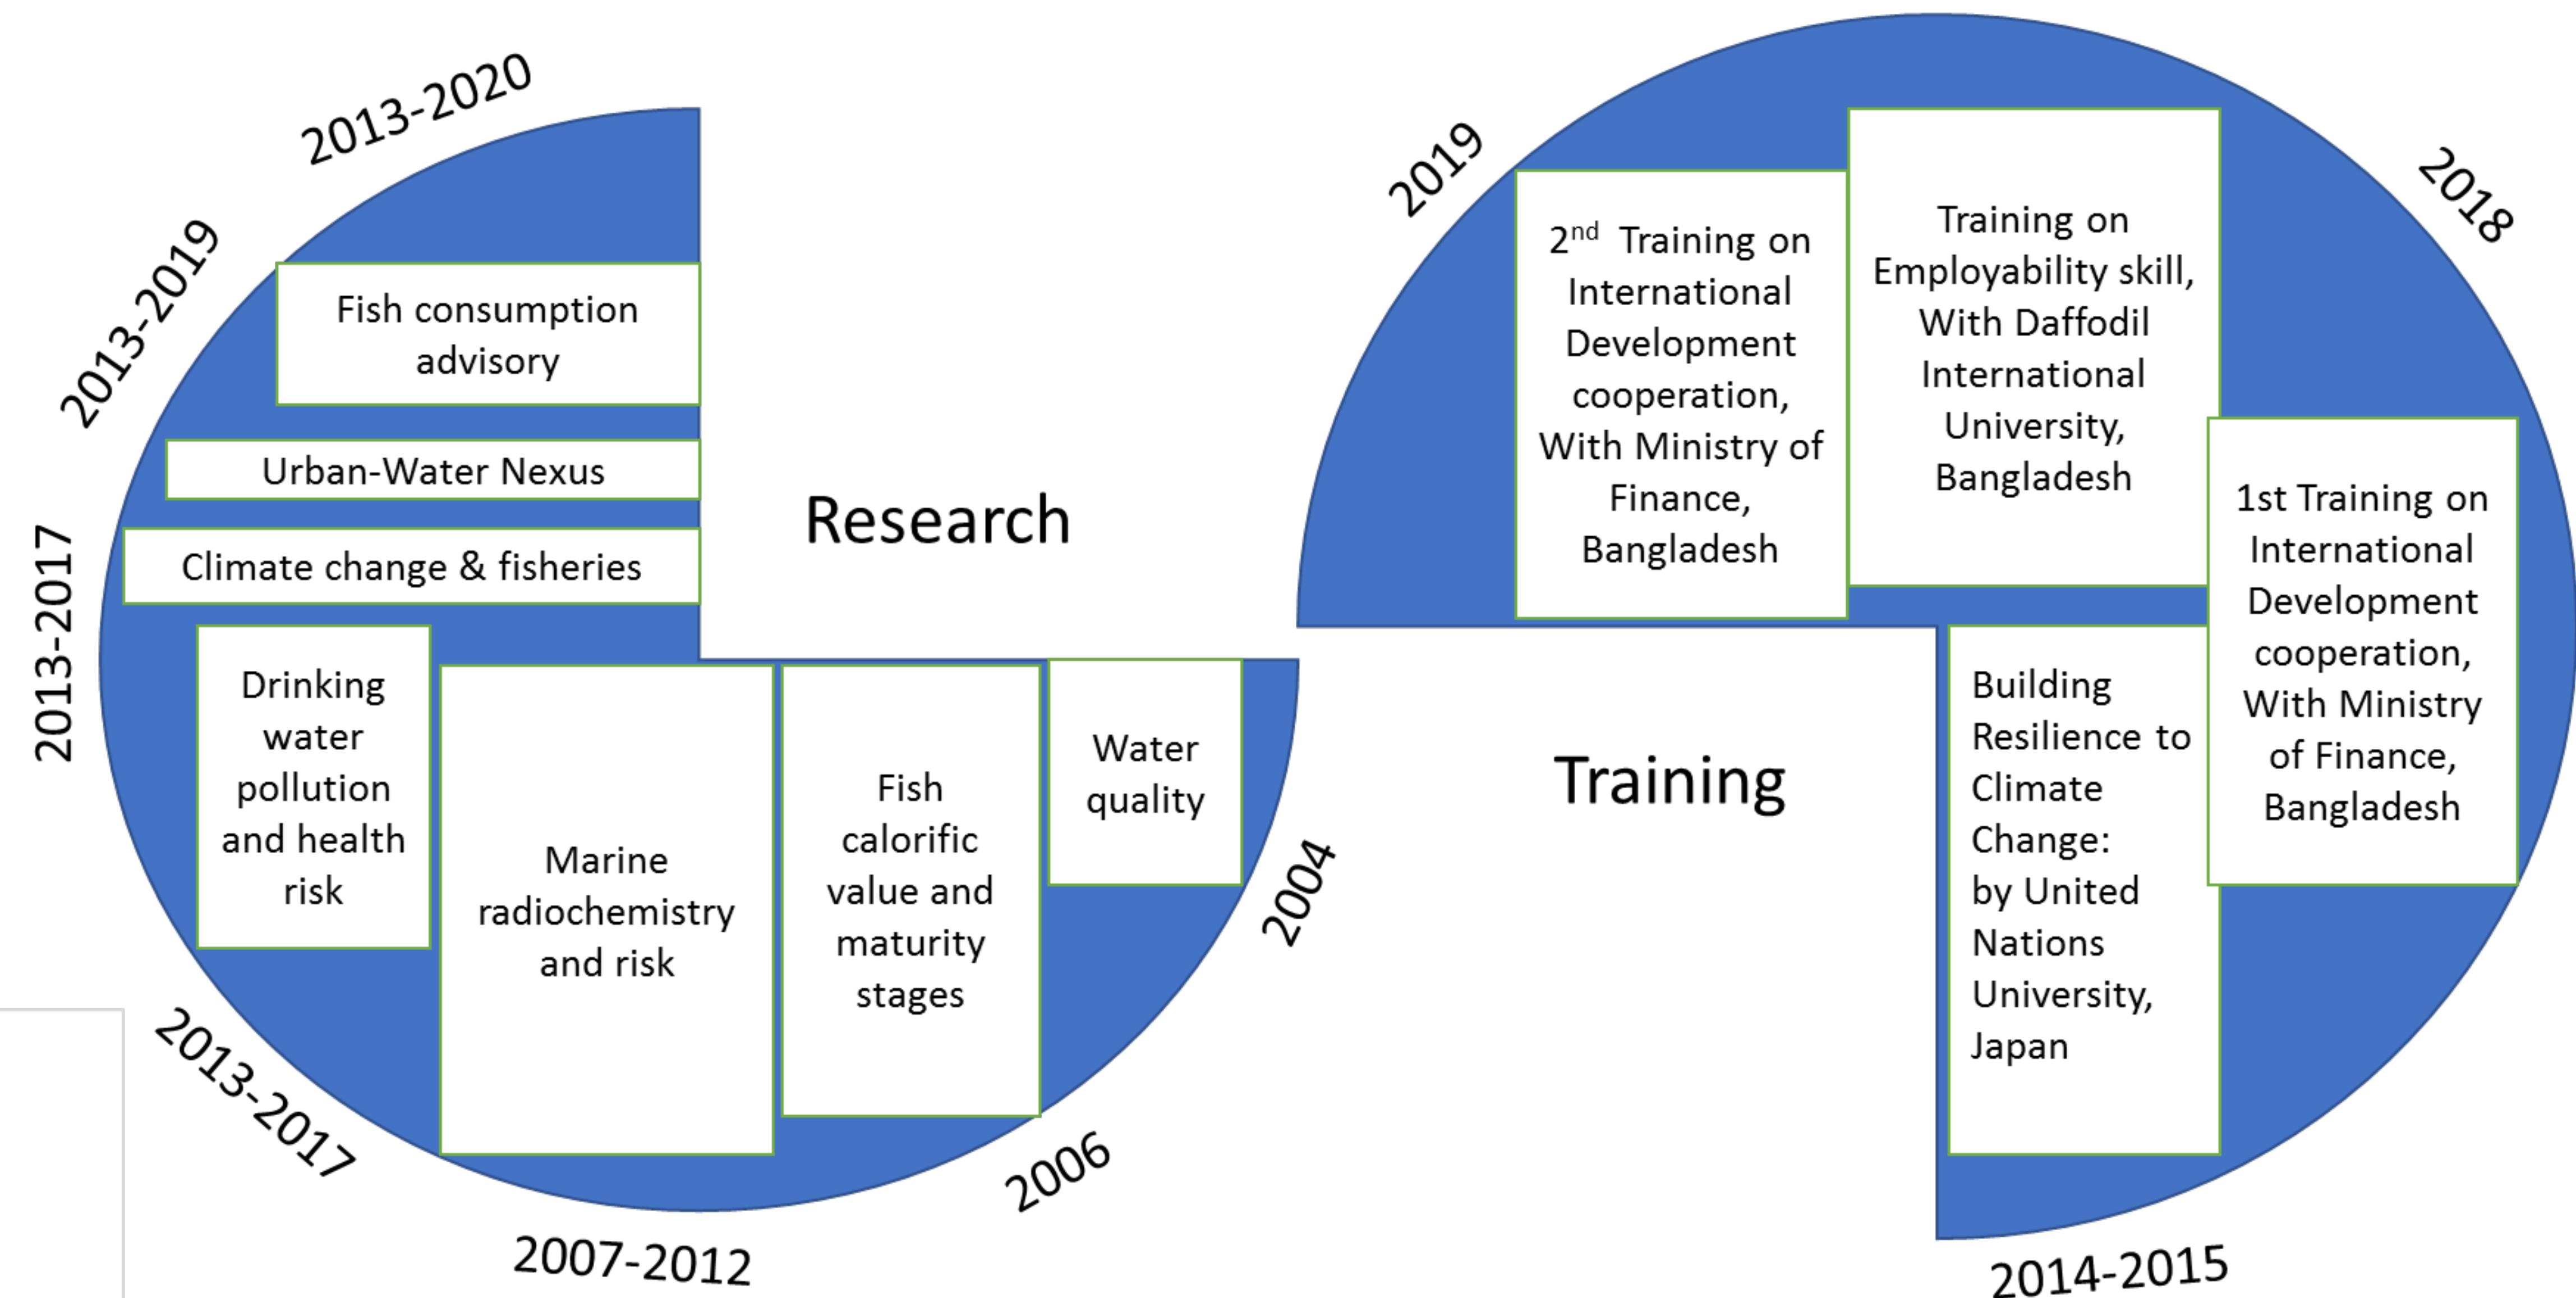 2013-2020
2013-2019
2013-2017
2013-2017
2007-2012
2006
2004
Fish consumption
advisory
Urban-Water Nexus
Climate change & fisheries
Drinking
water
pollution
and health
risk
Marine
radiochemistry
and risk
Fish
calorific
value and
maturity
stages
Water
quality
Research
2019
2018
2014-2015
2nd Training on
International
Development
cooperation,
With Ministry of
Finance,
Bangladesh
Training on
Employability skill,
With Daffodil
International
University,
Bangladesh
1st Training on
International
Development
cooperation,
With Ministry
of Finance,
Bangladesh
Building
Resilience to
Climate
Change:
by United
Nations
University,
Japan
Training